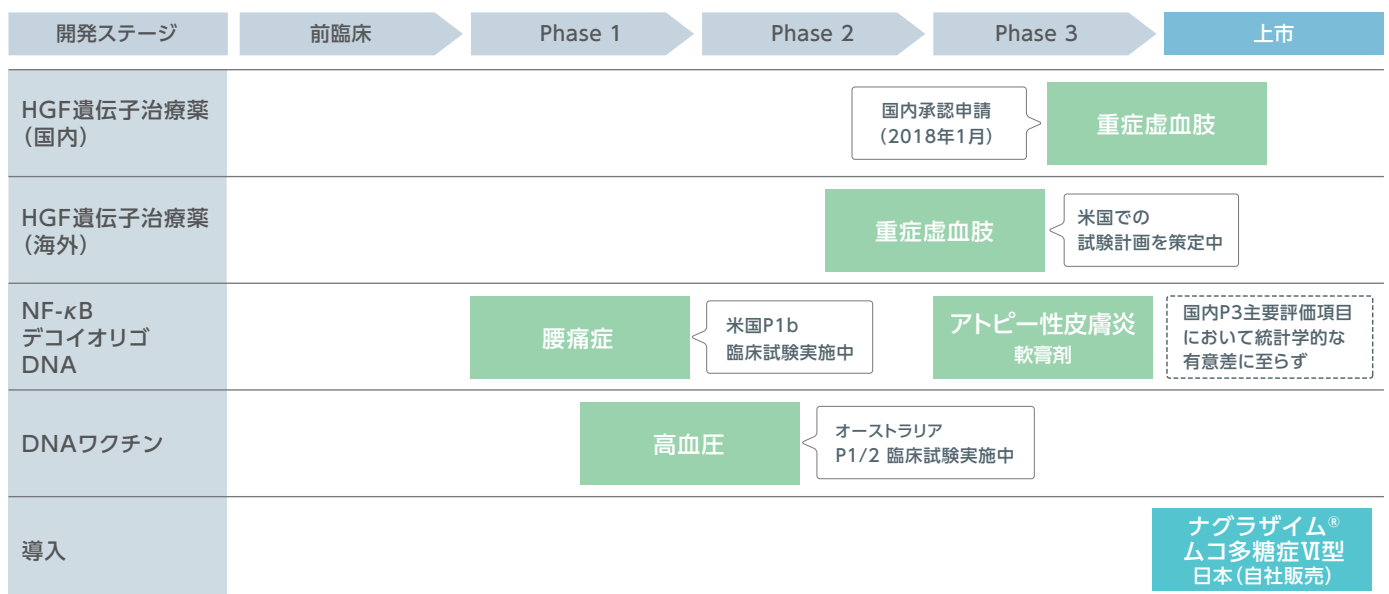 開発ステージ
前臨床
Phase 1
Phase 2
Phase 3
上市
HGF遺伝子治療薬
(国内)
国内承認申請
(2018年1月)
重症虚血肢
HGF遺伝子治療薬
(海外)
重症虚血肢
米国での
試験計画を策定中
NF-κB
デコイオリゴ
DNA
腰痛症
米国P1b
臨床試験実施中
アトピー性皮膚炎
軟膏剤
国内P3主要評価項目
において統計学的な
有意差に至らず
DNAワクチン
高血圧
オーストラリア
P1/2 臨床試験実施中
導入
ナグラザイム®
ムコ多糖症Ⅵ型
日本(自社販売)